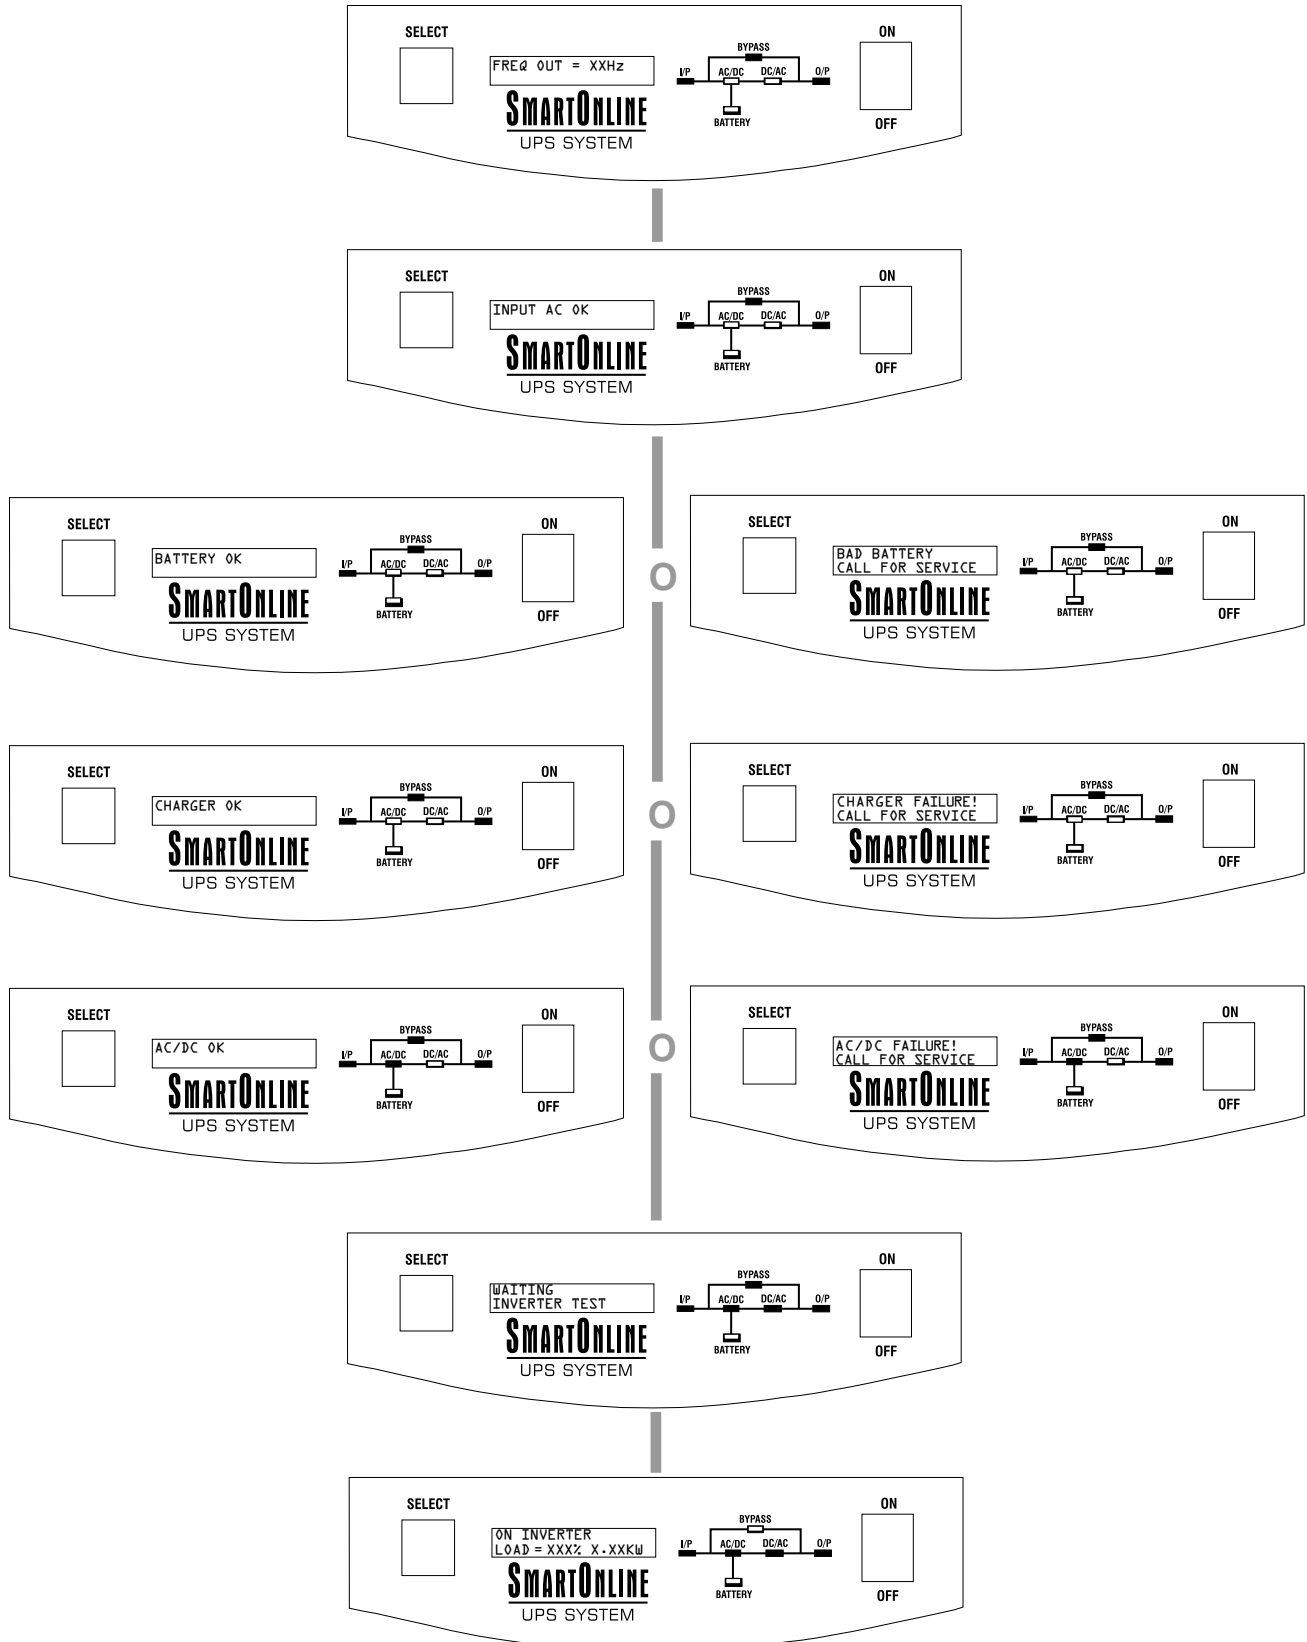 SELECT
FREQ OUT = XXHz
SMARTONLINE
UPS SYSTEM
I/P
BYPASS
AC/DC
DC/AC
O/P
BATTERY
ON
OFF
SELECT
INPUT AC OK
SMARTONLINE
UPS SYSTEM
I/P
BYPASS
AC/DC
DC/AC
O/P
BATTERY
ON
OFF
SELECT
BATTERY OK
SMARTONLINE
UPS SYSTEM
I/P
BYPASS
AC/DC
DC/AC
O/P
BATTERY
ON
OFF
O
SELECT
BAD BATTERY
CALL FOR SERVICE
SMARTONLINE
UPS SYSTEM
I/P
BYPASS
AC/DC
DC/AC
O/P
BATTERY
ON
OFF
SELECT
CHARGER OK
SMARTONLINE
UPS SYSTEM
I/P
BYPASS
AC/DC
DC/AC
O/P
BATTERY
ON
OFF
O
SELECT
CHARGER FAILURE!
CALL FOR SERVICE
SMARTONLINE
UPS SYSTEM
I/P
BYPASS
AC/DC
DC/AC
O/P
BATTERY
ON
OFF
SELECT
AC/DC OK
SMARTONLINE
UPS SYSTEM
I/P
BYPASS
AC/DC
DC/AC
O/P
BATTERY
ON
OFF
O
SELECT
AC/DC FAILURE!
CALL FOR SERVICE
SMARTONLINE
UPS SYSTEM
I/P
BYPASS
AC/DC
DC/AC
O/P
BATTERY
ON
OFF
SELECT
WAITING
INVERTER TEST
SMARTONLINE
UPS SYSTEM
I/P
BYPASS
AC/DC
DC/AC
O/P
BATTERY
ON
OFF
SELECT
ON INVERTER
LOAD = XXX% X.XXKW
SMARTONLINE
UPS SYSTEM
I/P
BYPASS
AC/DC
DC/AC
O/P
BATTERY
ON
OFF